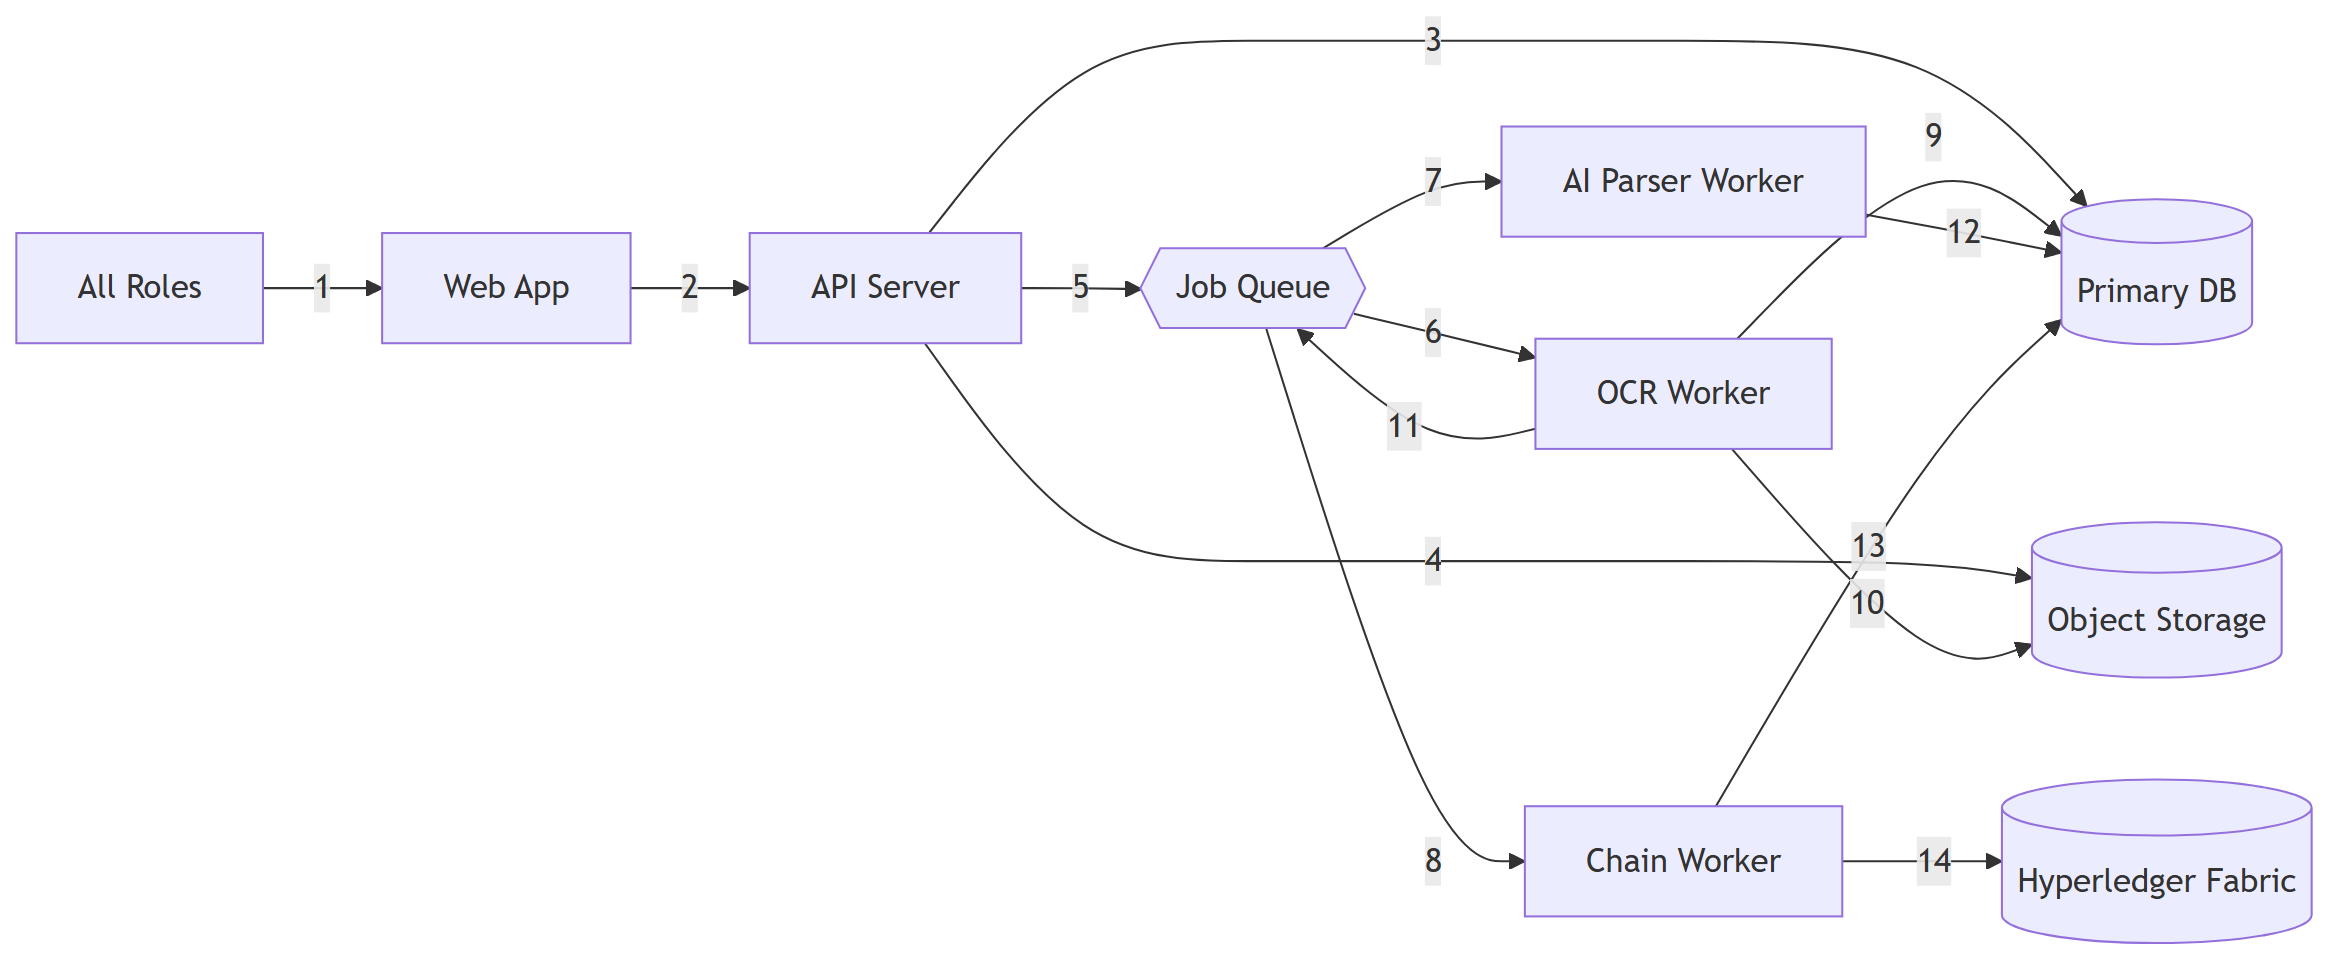 3
9
7
AI Parser Worker
12
All Roles
1
Web App
2
API Server
5
Job Queue
Primary DB
6
OCR Worker
11
13
4
10
Object Storage
8
Chain Worker
14
Hyperledger Fabric